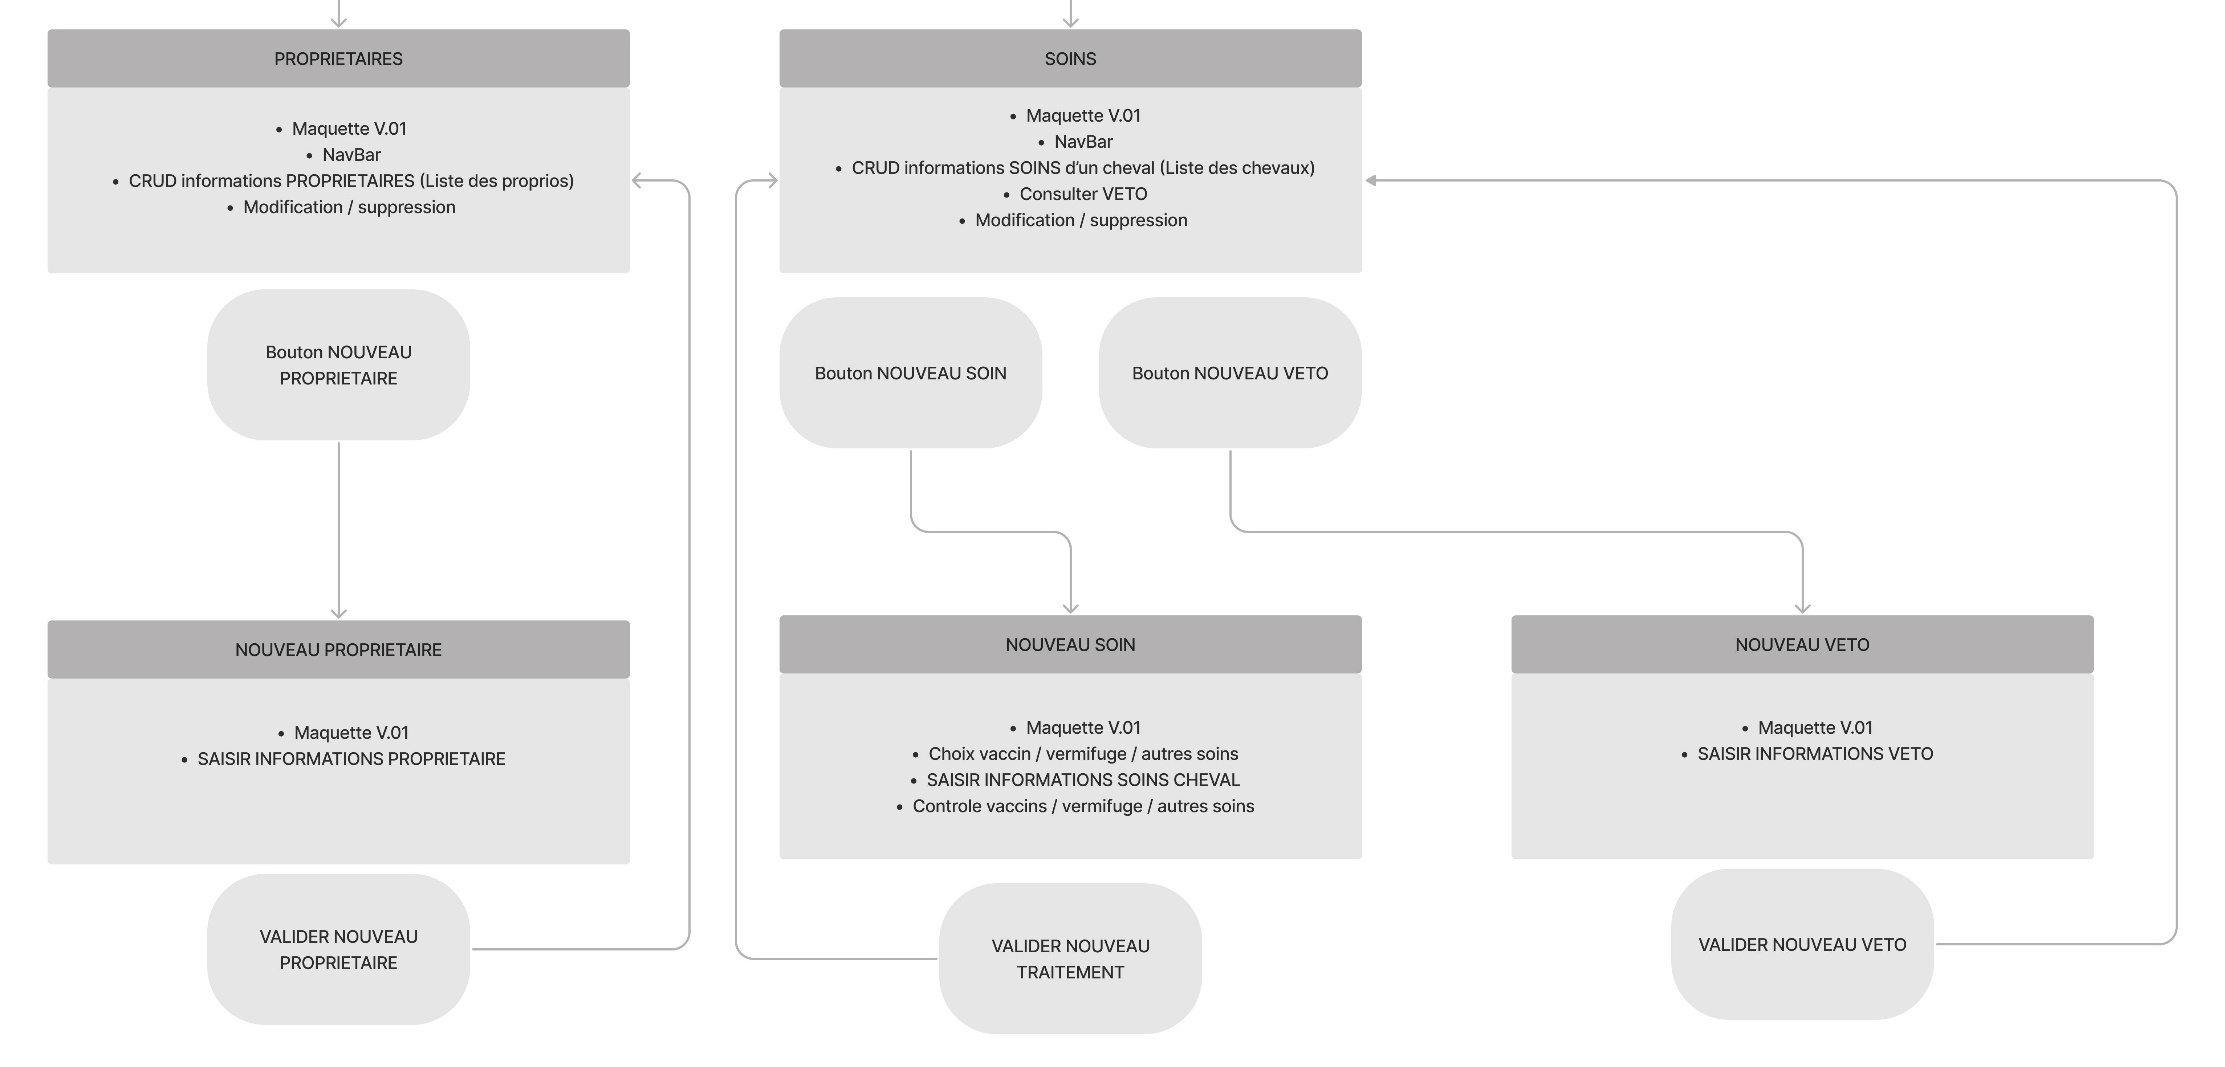 PROPRIETAIRES
• Maquette V.01
• NavBar
• CRUD informations PROPRIETAIRES (Liste des proprios)
• Modification / suppression
Bouton NOUVEAU
PROPRIETAIRE
NOUVEAU PROPRIETAIRE
• Maquette V.01
• SAISIR INFORMATIONS PROPRIETAIRE
VALIDER NOUVEAU
PROPRIETAIRE
SOINS
• Maquette V.01
• NavBar
• CRUD informations SOINS d’un cheval (Liste des chevaux)
• Consulter VETO
• Modification / suppression
Bouton NOUVEAU SOIN
Bouton NOUVEAU VETO
NOUVEAU SOIN
• Maquette V.01
• Choix vaccin / vermifuge / autres soins
• SAISIR INFORMATIONS SOINS CHEVAL
• Controle vaccins / vermifuge / autres soins
VALIDER NOUVEAU
TRAITEMENT
NOUVEAU VETO
• Maquette V.01
• SAISIR INFORMATIONS VETO
VALIDER NOUVEAU VETO